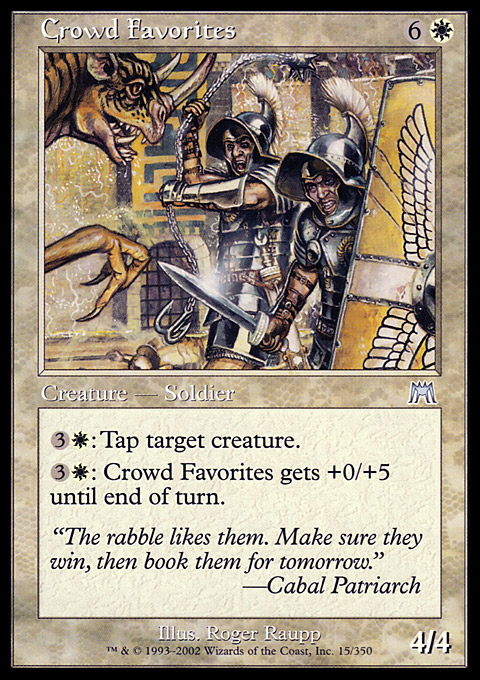 Crowd Favorites 6
Creature — Soldier
3: Tap target creature.
3: Crowd Favorites gets +0/+5
until end of turn.
“The rabble likes them. Make sure they
win, then book them for tomorrow.”
—Cabal Patriarch
Illus. Roger Raupp
™ & © 1993–2002 Wizards of the Coast, Inc. 15/350
4/4